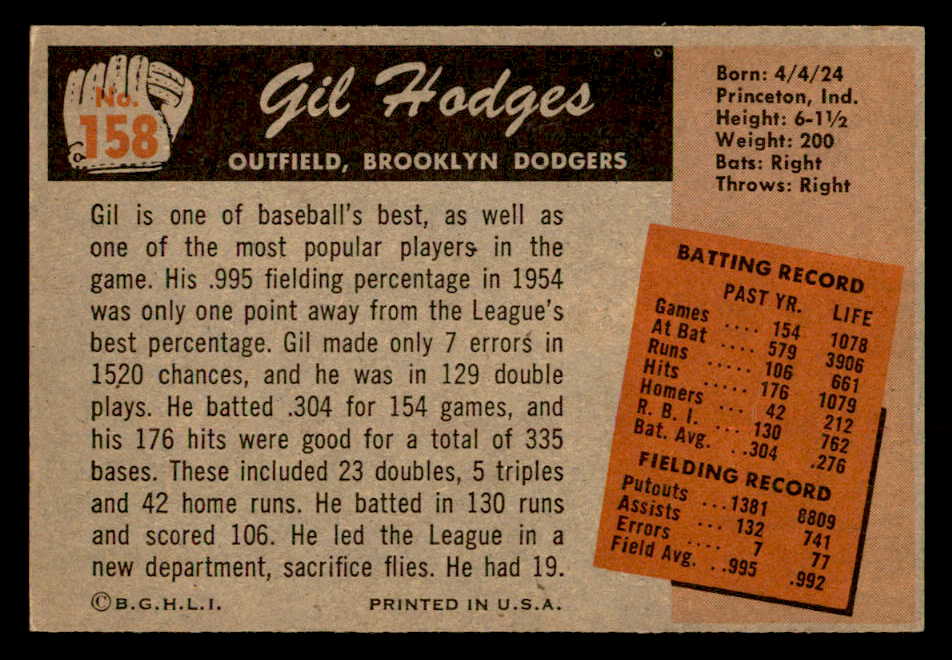 No.
158
Gil Hodges
OUTFIELD, BROOKLYN DODGERS
Born: 4/4/24
Princeton, Ind.
Height: 6-1½
Weight: 200
Bats: Right
Throws: Right
Gil is one of baseball's best, as well as
one of the most popular players in the
game. His .995 fielding percentage in 1954
was only one point away from the League's
best percentage. Gil made only 7 errors in
1520 chances, and he was in 129 double
plays. He batted .304 for 154 games, and
his 176 hits were good for a total of 335
bases. These included 23 doubles, 5 triples
and 42 home runs. He batted in 130 runs
and scored 106. He led the League in a
new department, sacrifice flies. He had 19.
BATTING RECORD
PAST YR. LIFE
Games .... 154 1078
At Bat .... 579 3906
Runs ..... 106 661
Hits ..... 176 1079
Homers .... 42 212
R. B. I. ... 130 762
Bat. Avg. ..304 .276
FIELDING RECORD
Putouts ...1381 8809
Assists ... 132 741
Errors .... 7 77
Field Avg. ..995 .992
©B.G.H.L.I. PRINTED IN U.S.A.